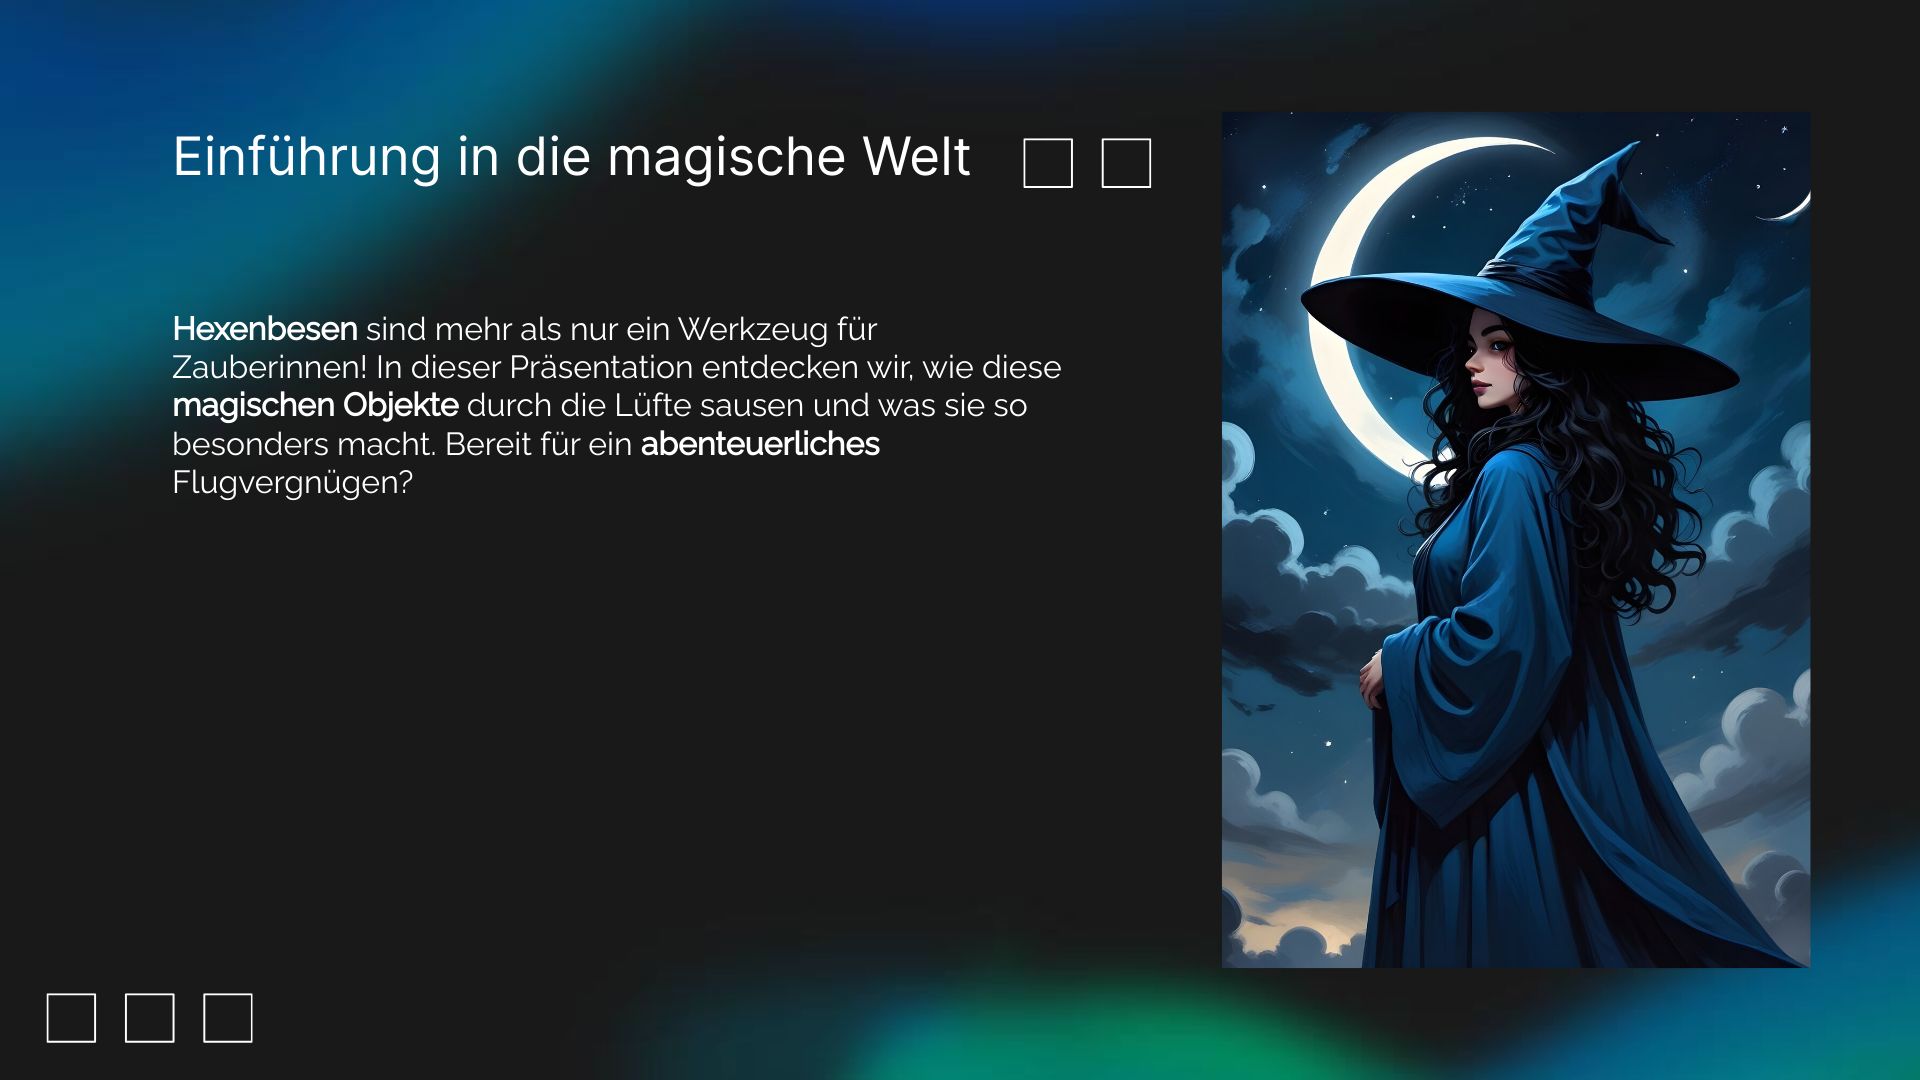 Einführung in die magische Welt
Hexenbesen sind mehr als nur ein Werkzeug für
Zauberinnen! In dieser Präsentation entdecken wir, wie diese
magischen Objekte durch die Lüfte sausen und was sie so
besonders macht. Bereit für ein abenteuerliches
Flugvergnügen?